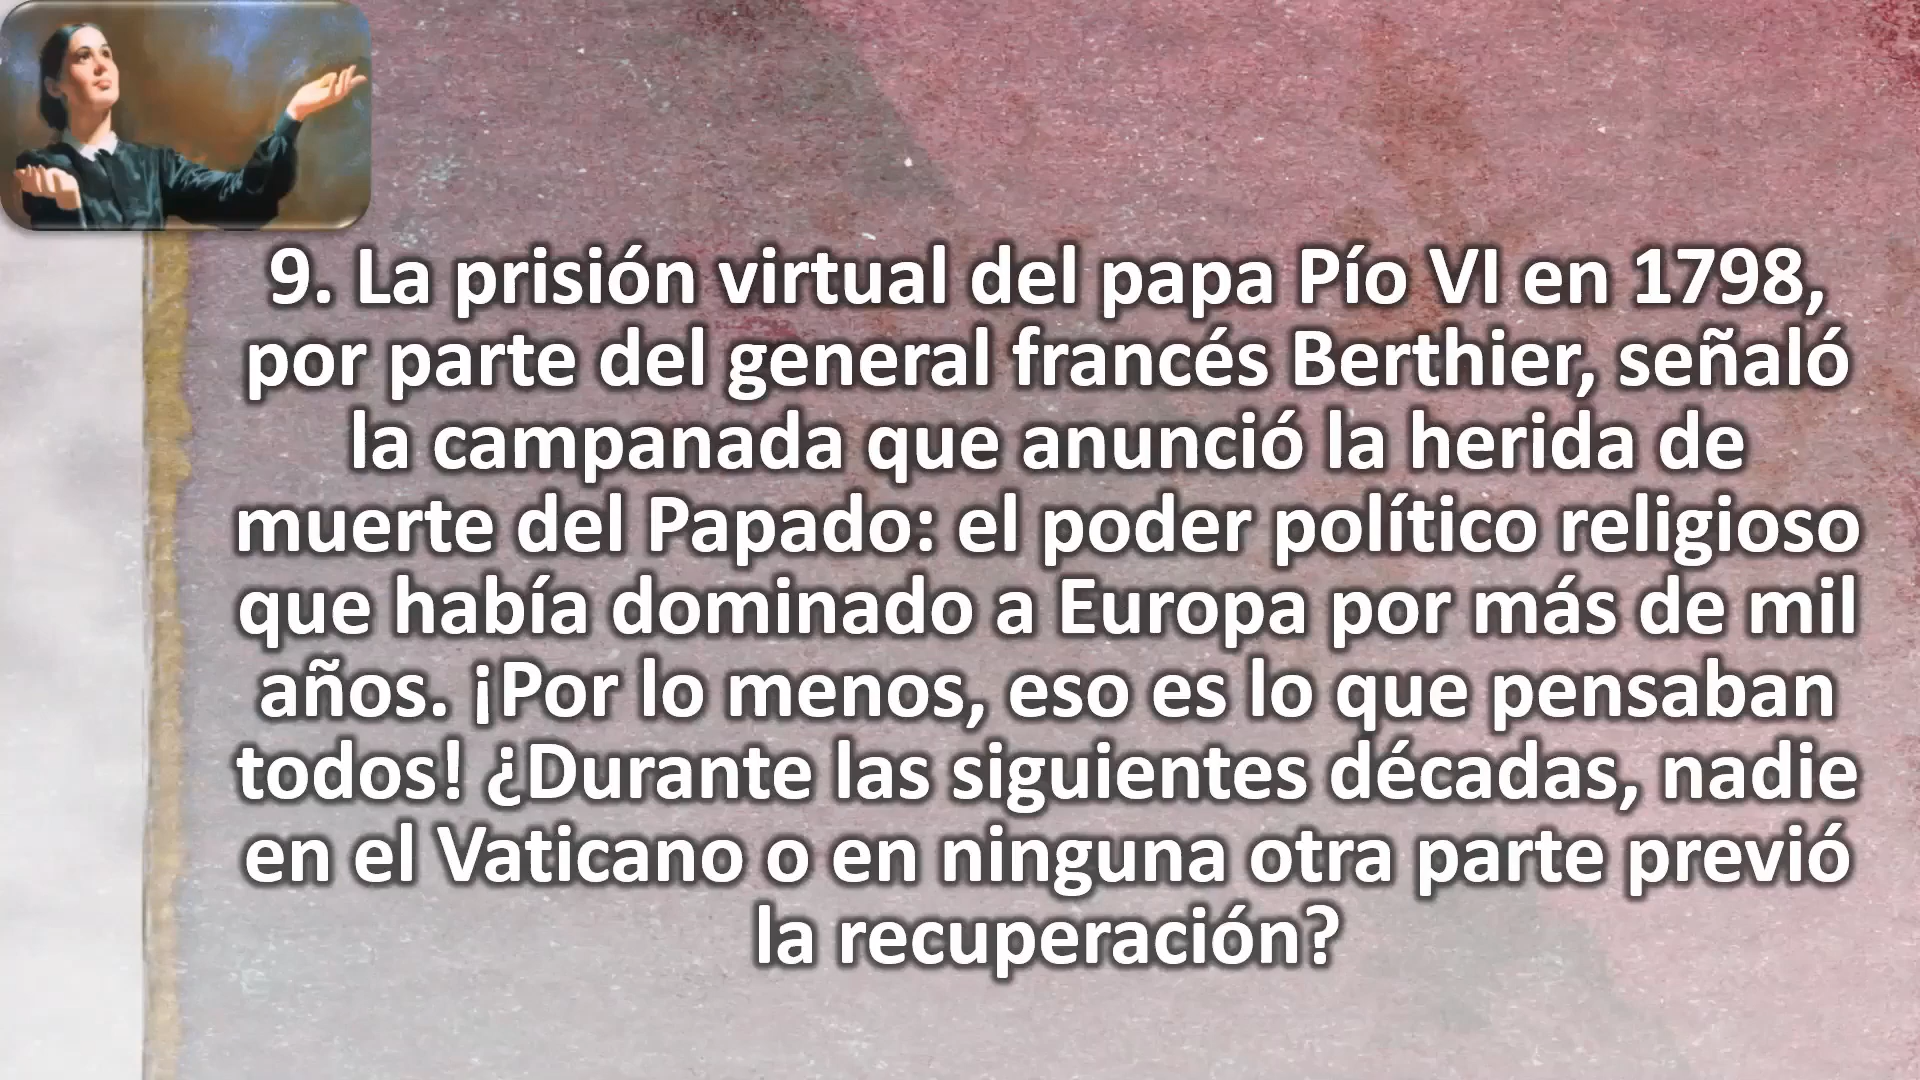 9. La prisión virtual del papa Pío VI en 1798,
por parte del general francés Berthier, señaló
la campanada que anunció la herida de
muerte del Papado: el poder político religioso
que había dominado a Europa por más de mil
años. ¡Por lo menos, eso es lo que pensaban
todos! ¿Durante las siguientes décadas, nadie
en el Vaticano o en ninguna otra parte previó
la recuperación?